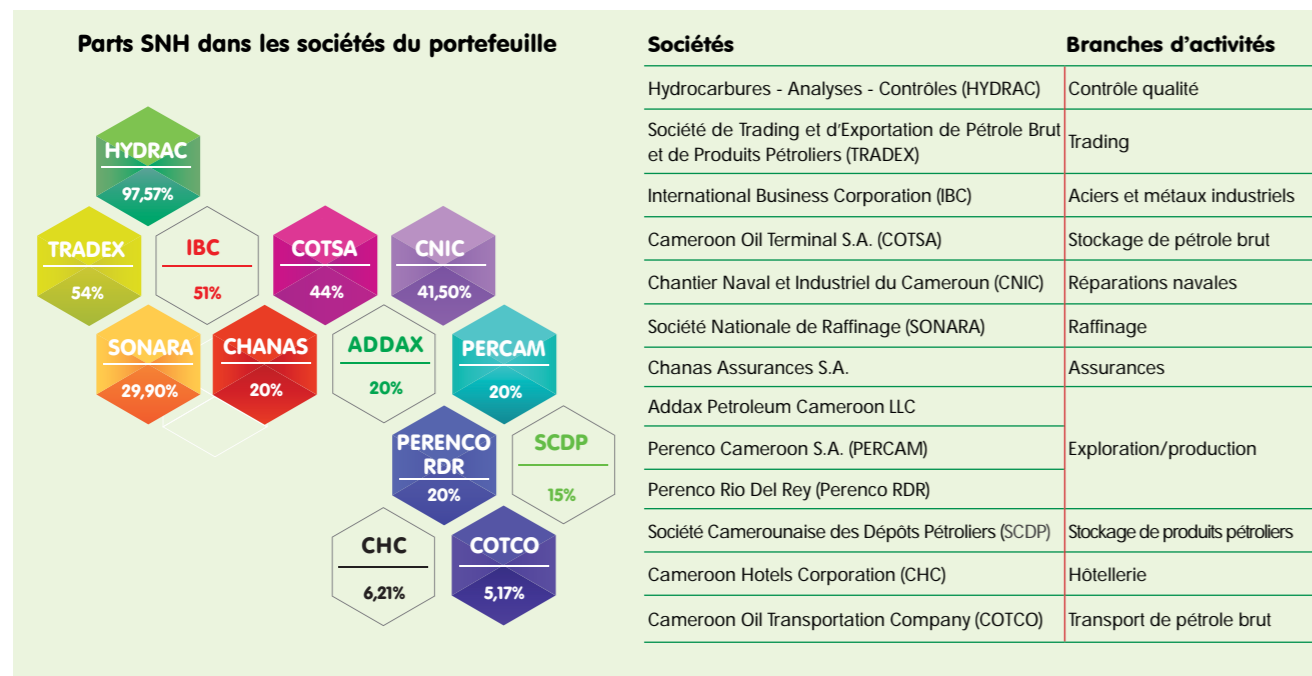 Parts SNH dans les sociétés du portefeuille
HYDRAC
97,57%
TRADEX
54%
IBC
51%
COTSA
44%
CNIC
41,50%
SONARA
29,90%
CHANAS
20%
ADDAX
20%
PERCAM
20%
PERENCO
RDR
20%
SCDP
15%
CHC
6,21%
COTCO
5,17%
Sociétés Branches d'activités
Hydrocarbures - Analyses - Contrôles (HYDRAC) Contrôle qualité
Société de Trading et d'Exportation de Pétrole Brut
et de Produits Pétroliers (TRADEX) Trading
International Business Corporation (IBC) Aciers et métaux industriels
Cameroon Oil Terminal S.A. (COTSA) Stockage de pétrole brut
Chantier Naval et Industriel du Cameroun (CNIC) Réparations navales
Société Nationale de Raffinage (SONARA) Raffinage
Chanas Assurances S.A. Assurances
Addax Petroleum Cameroon LLC
Perenco Cameroon S.A. (PERCAM) Exploration/production
Perenco Rio Del Rey (Perenco RDR)
Société Camerounaise des Dépôts Pétroliers (SCDP) Stockage de produits pétroliers
Cameroon Hotels Corporation (CHC) Hôtellerie
Cameroon Oil Transportation Company (COTCO) Transport de pétrole brut